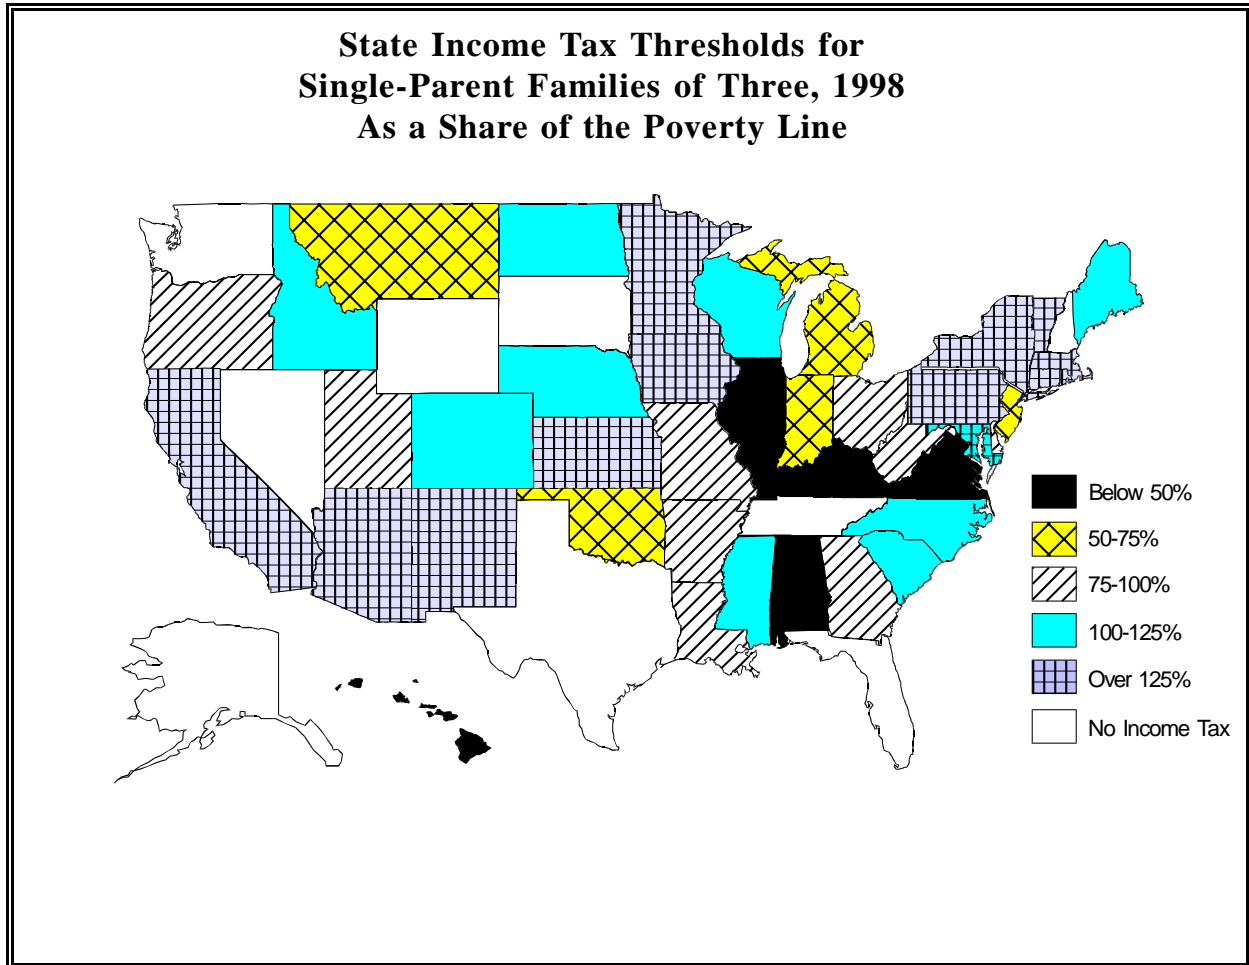 State Income Tax Thresholds for
Single-Parent Families of Three, 1998
As a Share of the Poverty Line
Below 50%
50-75%
75-100%
100-125%
Over 125%
No Income Tax